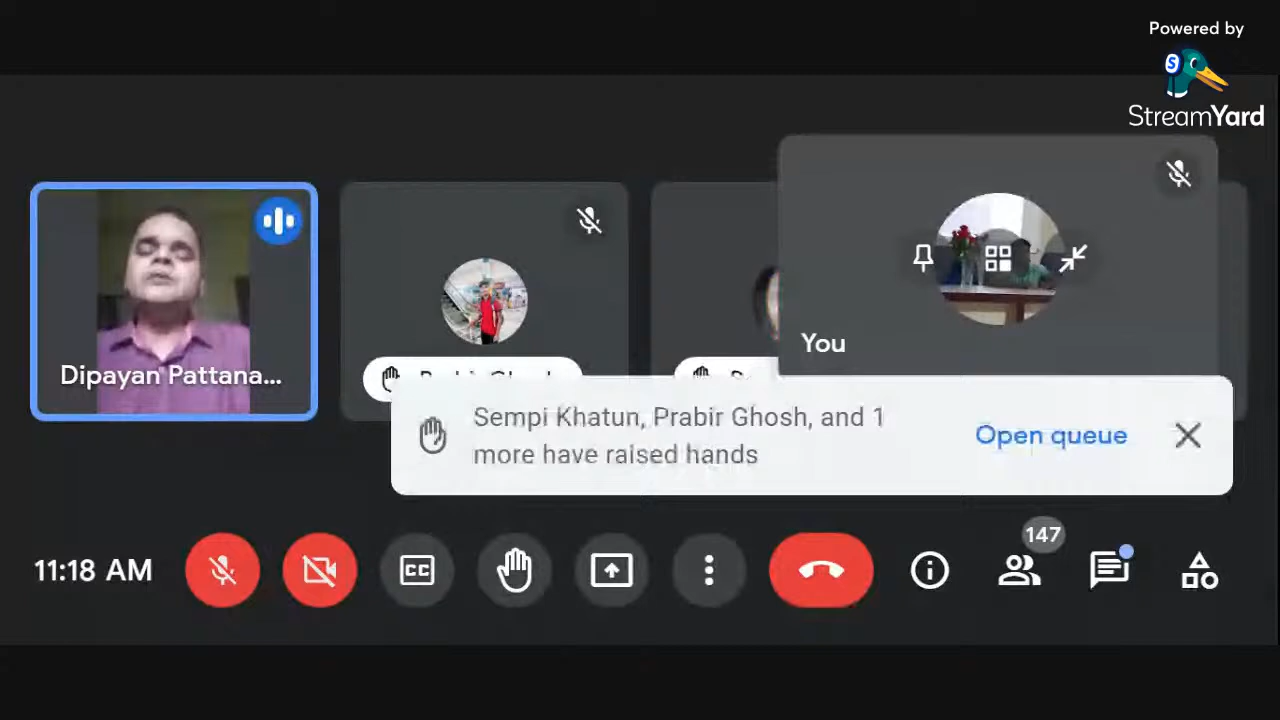 Powered by
S
StreamYard
You
Dipayan Pattana...
Sempi Khatun, Prabir Ghosh, and 1
more have raised hands
Open queue
147
11:18 AM
CC